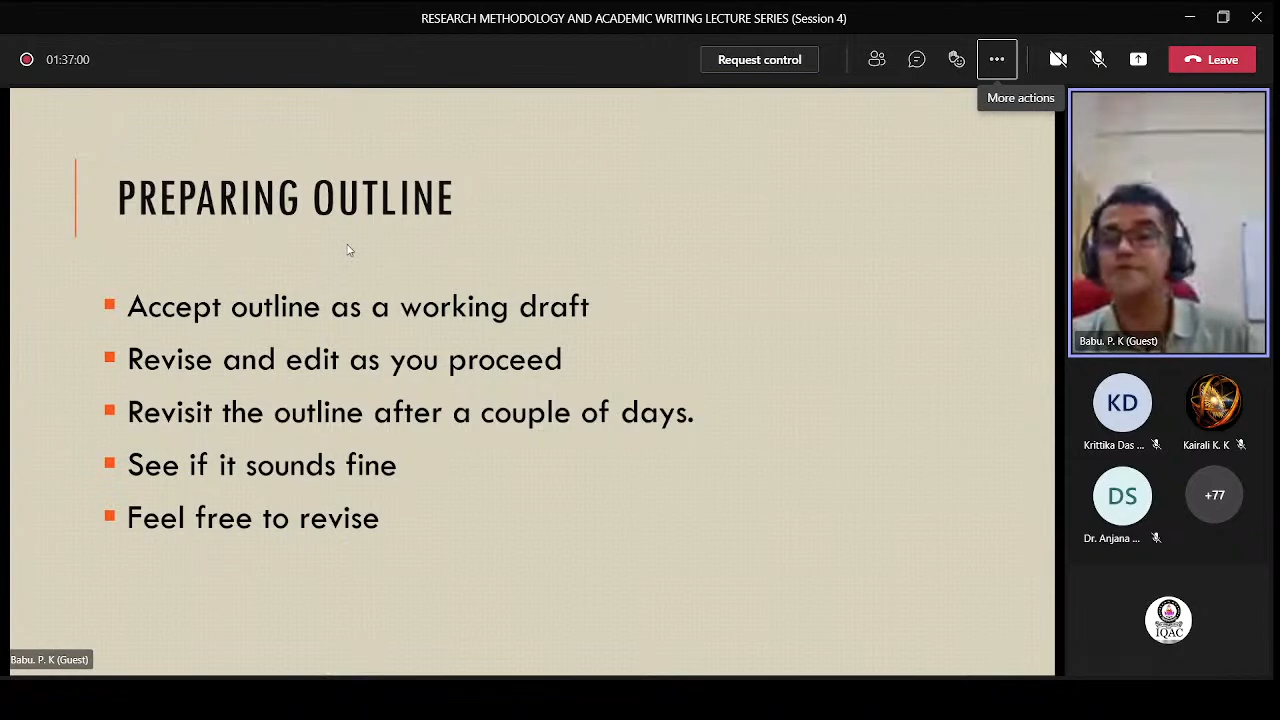 RESEARCH METHODOLOGY AND ACADEMIC WRITING LECTURE SERIES (Session 4)
01:37:00
Request control
Leave
More actions
PREPARING OUTLINE
Accept outline as a working draft
Revise and edit as you proceed
Revisit the outline after a couple of days.
See if it sounds fine
Feel free to revise
Babu. P. K (Guest)
Babu. P. K (Guest)
KD
Krittika Das ...
Kairali K. K
DS
+77
Dr. Anjana ...
IQAC